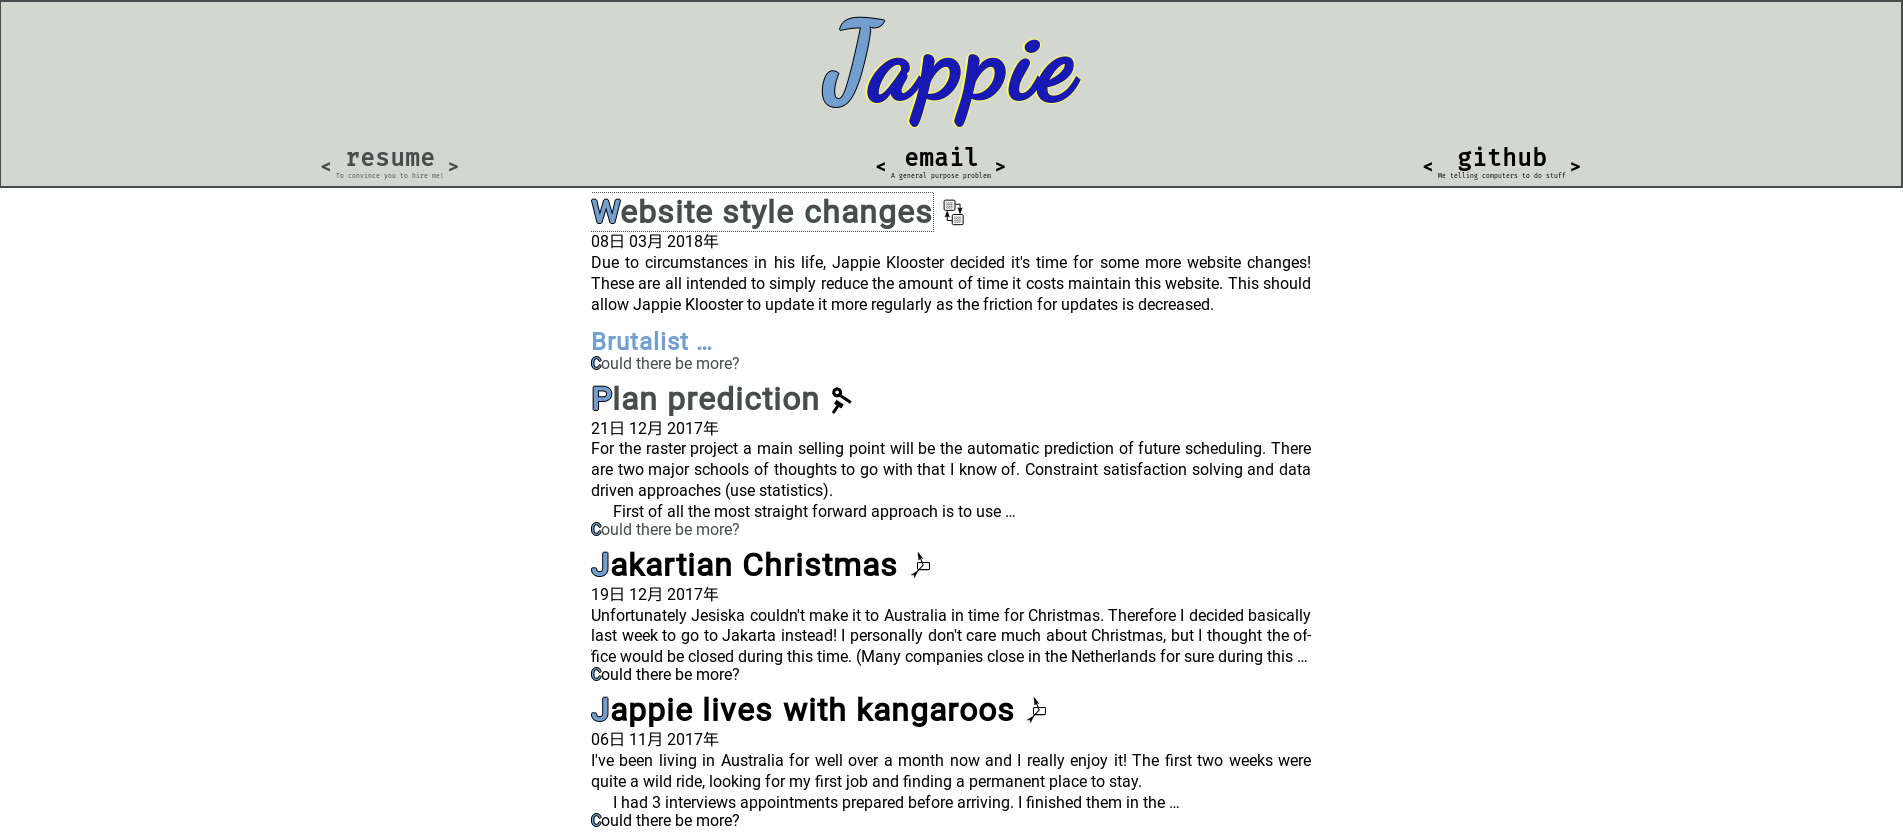 Jappie
< resume >
To convince you to hire me!
< email >
A general purpose problem
< github >
Me telling computers to do stuff
Website style changes
08日 03月 2018年
Due to circumstances in his life, Jappie Klooster decided it's time for some more website changes!
These are all intended to simply reduce the amount of time it costs maintain this website. This should
allow Jappie Klooster to update it more regularly as the friction for updates is decreased.
Brutalist …
Could there be more?
Plan prediction
21日 12月 2017年
For the raster project a main selling point will be the automatic prediction of future scheduling. There
are two major schools of thoughts to go with that I know of. Constraint satisfaction solving and data
driven approaches (use statistics).
First of all the most straight forward approach is to use …
Could there be more?
Jakartian Christmas
19日 12月 2017年
Unfortunately Jesiska couldn't make it to Australia in time for Christmas. Therefore I decided basically
last week to go to Jakarta instead! I personally don't care much about Christmas, but I thought the of-
fice would be closed during this time. (Many companies close in the Netherlands for sure during this …
Could there be more?
Jappie lives with kangaroos
06日 11月 2017年
I've been living in Australia for well over a month now and I really enjoy it! The first two weeks were
quite a wild ride, looking for my first job and finding a permanent place to stay.
I had 3 interviews appointments prepared before arriving. I finished them in the …
Could there be more?